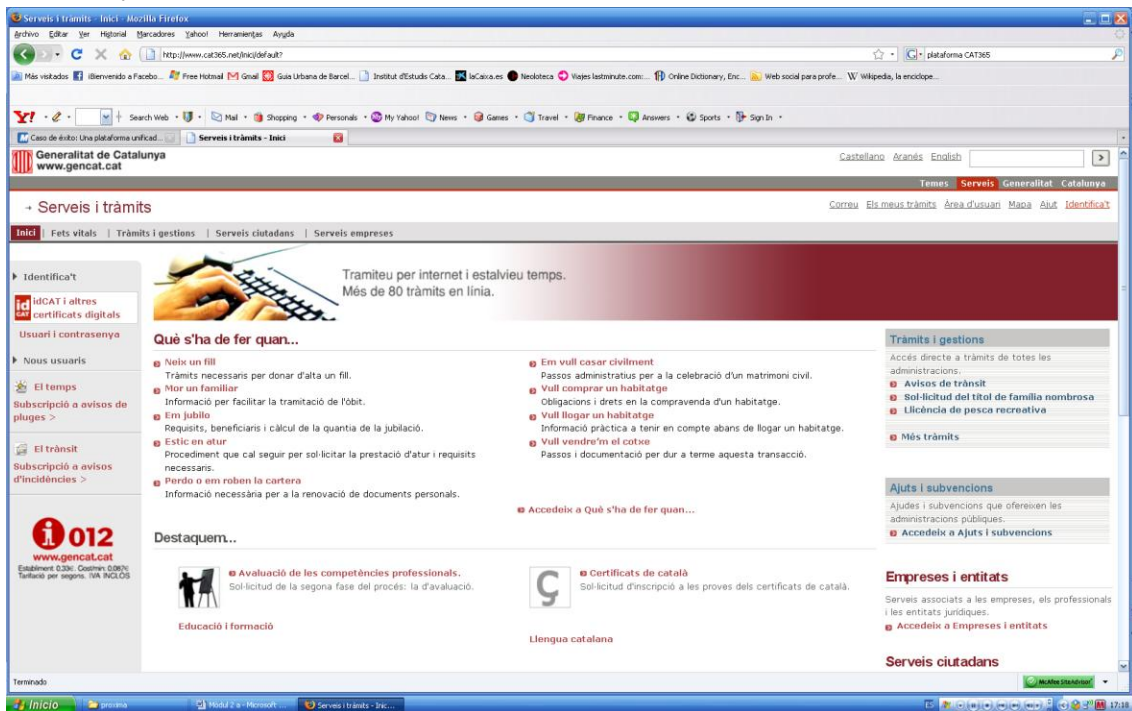 Serveis i tràmits - Inici - Mozilla Firefox
Archivo Editar Ver Historial Marcadores Yahoo! Herramientas Ayuda
http://www.cat365.net/Inici/default?
plataforma CAT365
Más visitados iBienvenido a Facebo... Free Hotmail Gmail Guia Urbana de Barcel... Institut d'Estudis Cata... laCaixa.es Neoloteca Viajes lastminute.com:... Online Dictionary, Enc... Web social para profe... Wikipedia, la enciclope...
Y! Search Web Mail Shopping Personals My Yahoo! News Games Travel Finance Answers Sports Sign In
Caso de éxito: Una plataforma unificad... Serveis i tràmits - Inici
Generalitat de Catalunya
www.gencat.cat
Castellano Aranés English
Temes Serveis Generalitat Catalunya
Serveis i tràmits
Correu Els meus tràmits Àrea d'usuari Mapa Ajut Identifica't
Inici | Fets vitals | Tràmits i gestions | Serveis ciutadans | Serveis empreses
Identifica't
idCAT i altres
certificats digitals
Usuari i contrasenya
Nous usuaris
El temps
Subscripció a avisos de
pluges >
El trànsit
Subscripció a avisos
d'incidències >
012
www.gencat.cat
Establiment 0,33€. Cost/min: 0,087€
Tarifació per segons. IVA INCLÒS
Tramiteu per internet i estalvieu temps.
Més de 80 tràmits en línia.
Què s'ha de fer quan...
Neix un fill
Tràmits necessaris per donar d'alta un fill.
Mor un familiar
Informació per facilitar la tramitació de l'òbit.
Em jubilo
Requisits, beneficiaris i càlcul de la quantia de la jubilació.
Estic en atur
Procediment que cal seguir per sol·licitar la prestació d'atur i requisits
necessaris.
Perdo o em roben la cartera
Informació necessària per a la renovació de documents personals.
Em vull casar civilment
Passos administratius per a la celebració d'un matrimoni civil.
Vull comprar un habitatge
Obligacions i drets en la compravenda d'un habitatge.
Vull llogar un habitatge
Informació pràctica a tenir en compte abans de llogar un habitatge.
Vull vendre'm el cotxe
Passos i documentació per dur a terme aquesta transacció.
Accedeix a Què s'ha de fer quan...
Destaquem...
Avaluació de les competències professionals.
Sol·licitud de la segona fase del procés: la d'avaluació.
Educació i formació
Ç
Certificats de català
Sol·licitud d'inscripció a les proves dels certificats de català.
Llengua catalana
Tràmits i gestions
Accés directe a tràmits de totes les
administracions.
Avisos de trànsit
Sol·licitud del títol de família nombrosa
Llicència de pesca recreativa
Més tràmits
Ajuts i subvencions
Ajudes i subvencions que ofereixen les
administracions públiques.
Accedeix a Ajuts i subvencions
Empreses i entitats
Serveis associats a les empreses, els professionals
i les entitats jurídiques.
Accedeix a Empreses i entitats
Serveis ciutadans
Terminado
McAfee SiteAdvisor
Inicio proxima Mòdul 2 a - Microsoft ... Serveis i tràmits - Inic...
ES 17:18